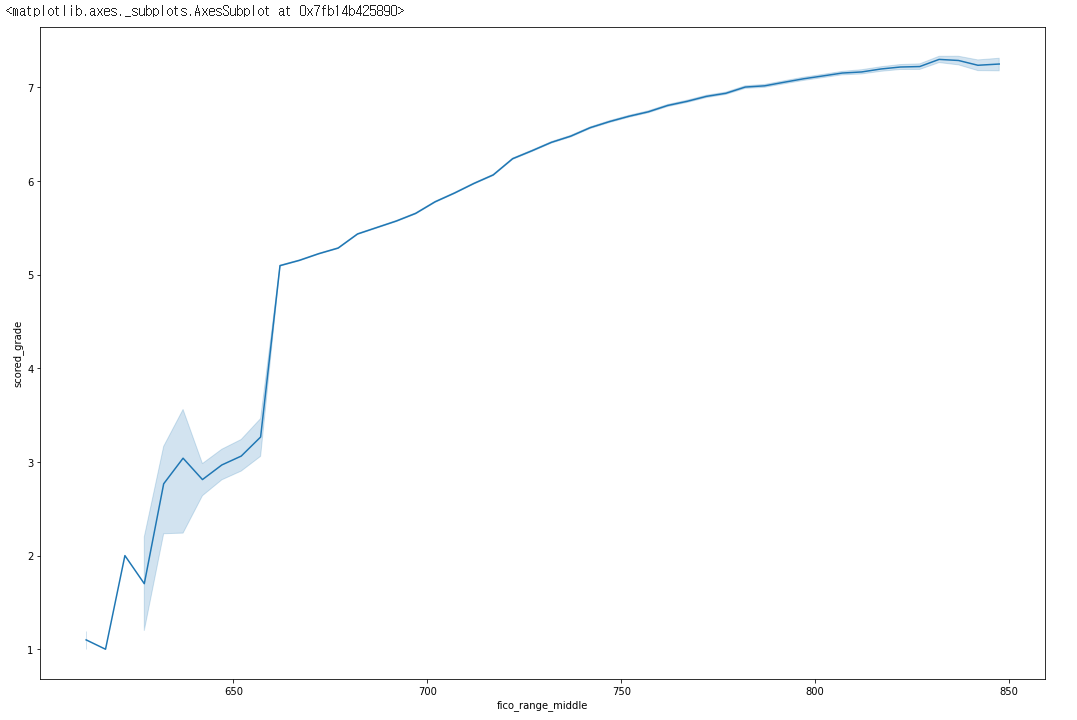 <matplotlib.axes._subplots.AxesSubplot at 0x7fb14b425890>
7
6
5
4
3
2
1
scored_grade
650 700 750 800 850
fico_range_middle